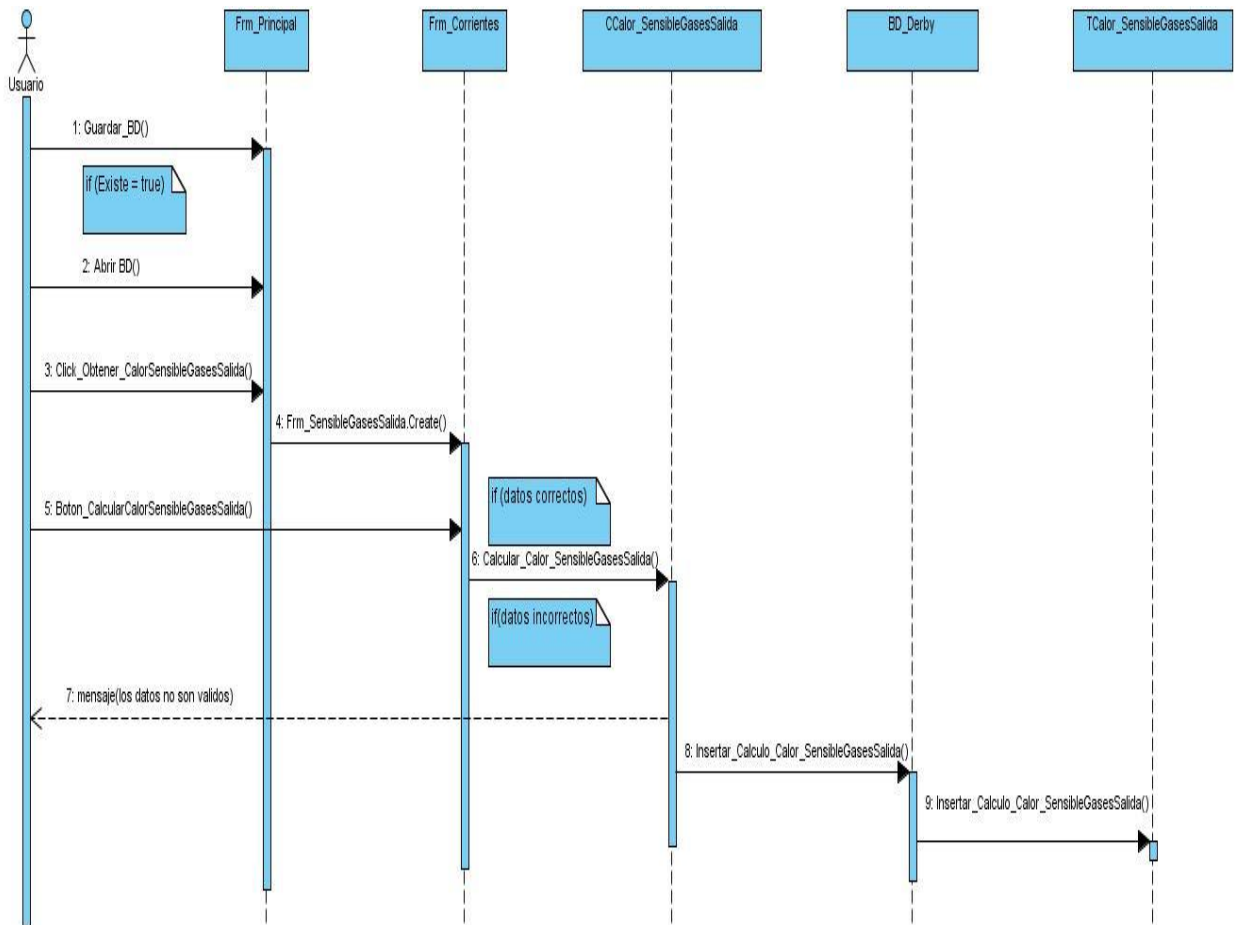 Frm_Principal
Frm_Corrientes
CCalor_SensibleGasesSalida
BD_Derby
TCalor_SensibleGasesSalida
Usuario
1: Guardar_BD()
if (Existe = true)
2: Abrir BD()
3: Click_Obtener_CalorSensibleGasesSalida()
4: Frm_SensibleGasesSalida.Create()
if (datos correctos)
5: Boton_CalcularCalorSensibleGasesSalida()
6: Calcular_Calor_SensibleGasesSalida()
if(datos incorrectos)
7: mensaje(los datos no son validos)
8: Insertar_Calculo_Calor_SensibleGasesSalida()
9: Insertar_Calculo_Calor_SensibleGasesSalida()